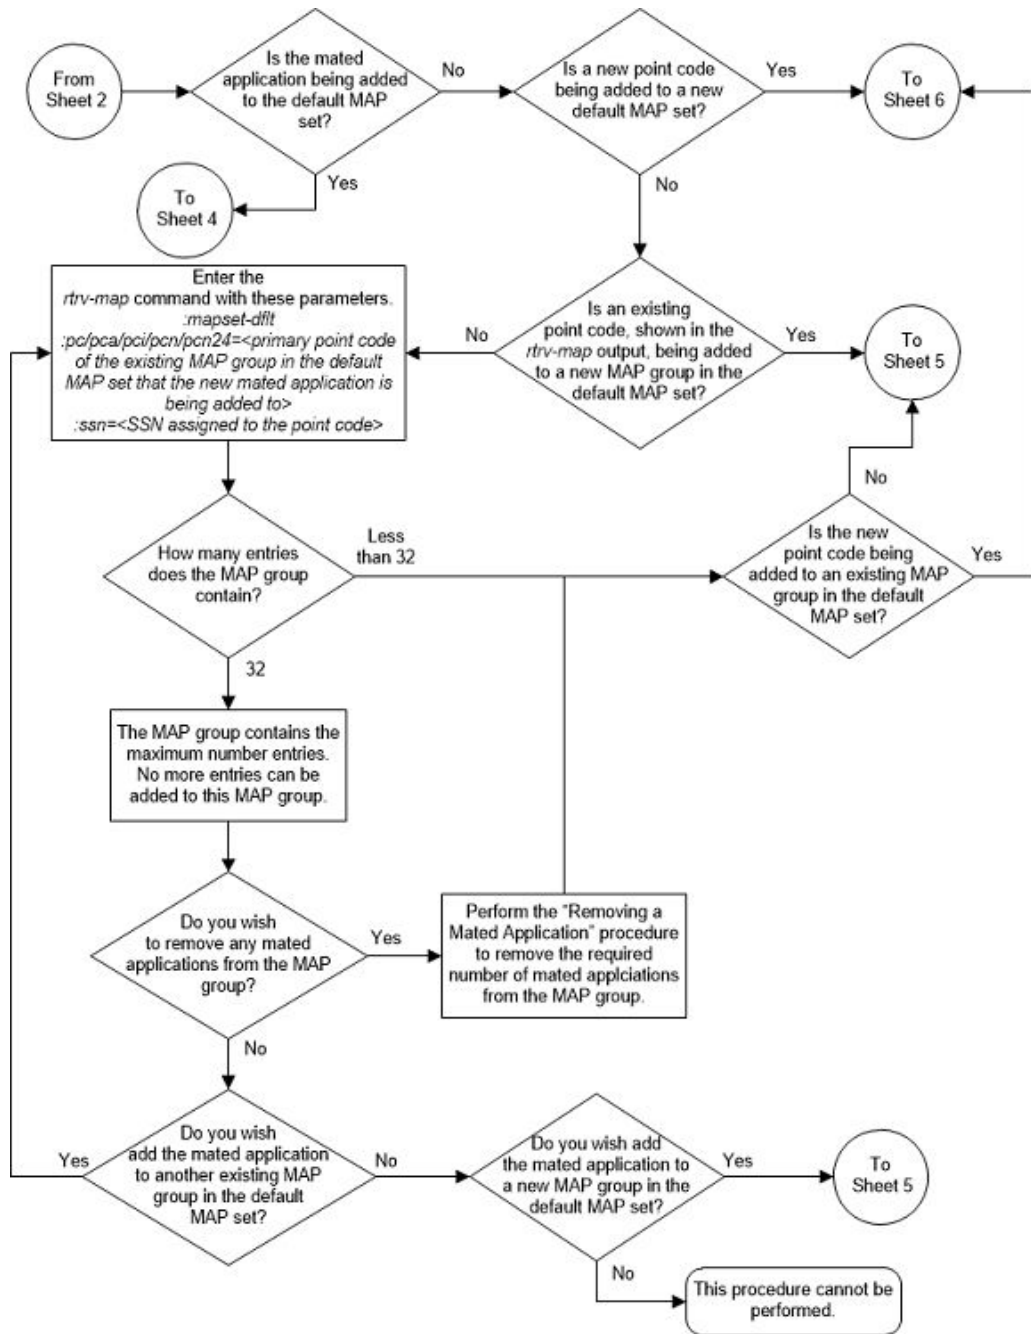 From
Sheet 2
Is the mated
application being added
to the default MAP
set?
No
Is a new point code
being added to a new
default MAP set?
Yes
To
Sheet 6
Yes
To
Sheet 4
No
Enter the
rtrv-map command with these parameters.
:mapset-dflt
:pc/pca/pci/pcn/pcn24=<primary point code
of the existing MAP group in the default
MAP set that the new mated application is
being added to>
:ssn=<SSN assigned to the point code>
No
Is an existing
point code, shown in the
rtrv-map output, being added
to a new MAP group in the
default MAP set?
Yes
To
Sheet 5
No
How many entries
does the MAP group
contain?
Less
than 32
Is the new
point code being
added to an existing MAP
group in the default
MAP set?
Yes
32
The MAP group contains the
maximum number entries.
No more entries can be
added to this MAP group.
Do you wish
to remove any mated
applications from the MAP
group?
Yes
Perform the "Removing a
Mated Application" procedure
to remove the required
number of mated applciations
from the MAP group.
No
Yes
Do you wish
add the mated application
to another existing MAP
group in the default
MAP set?
No
Do you wish add
the mated application to
a new MAP group in the
default MAP set?
Yes
To
Sheet 5
No
This procedure cannot be
performed.